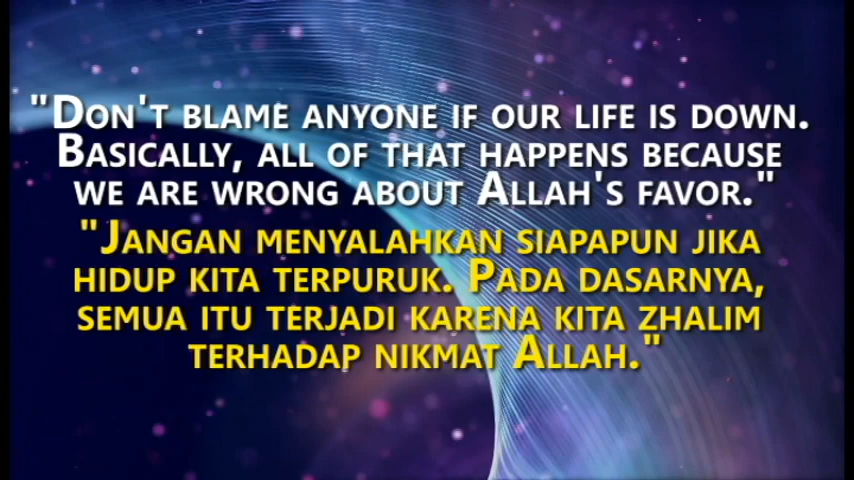 "Don't blame anyone if our life is down.
Basically, all of that happens because
we are wrong about Allah's favor."
"Jangan menyalahkan siapapun jika
hidup kita terpuruk. Pada dasarnya,
semua itu terjadi karena kita zhalim
terhadap nikmat Allah."